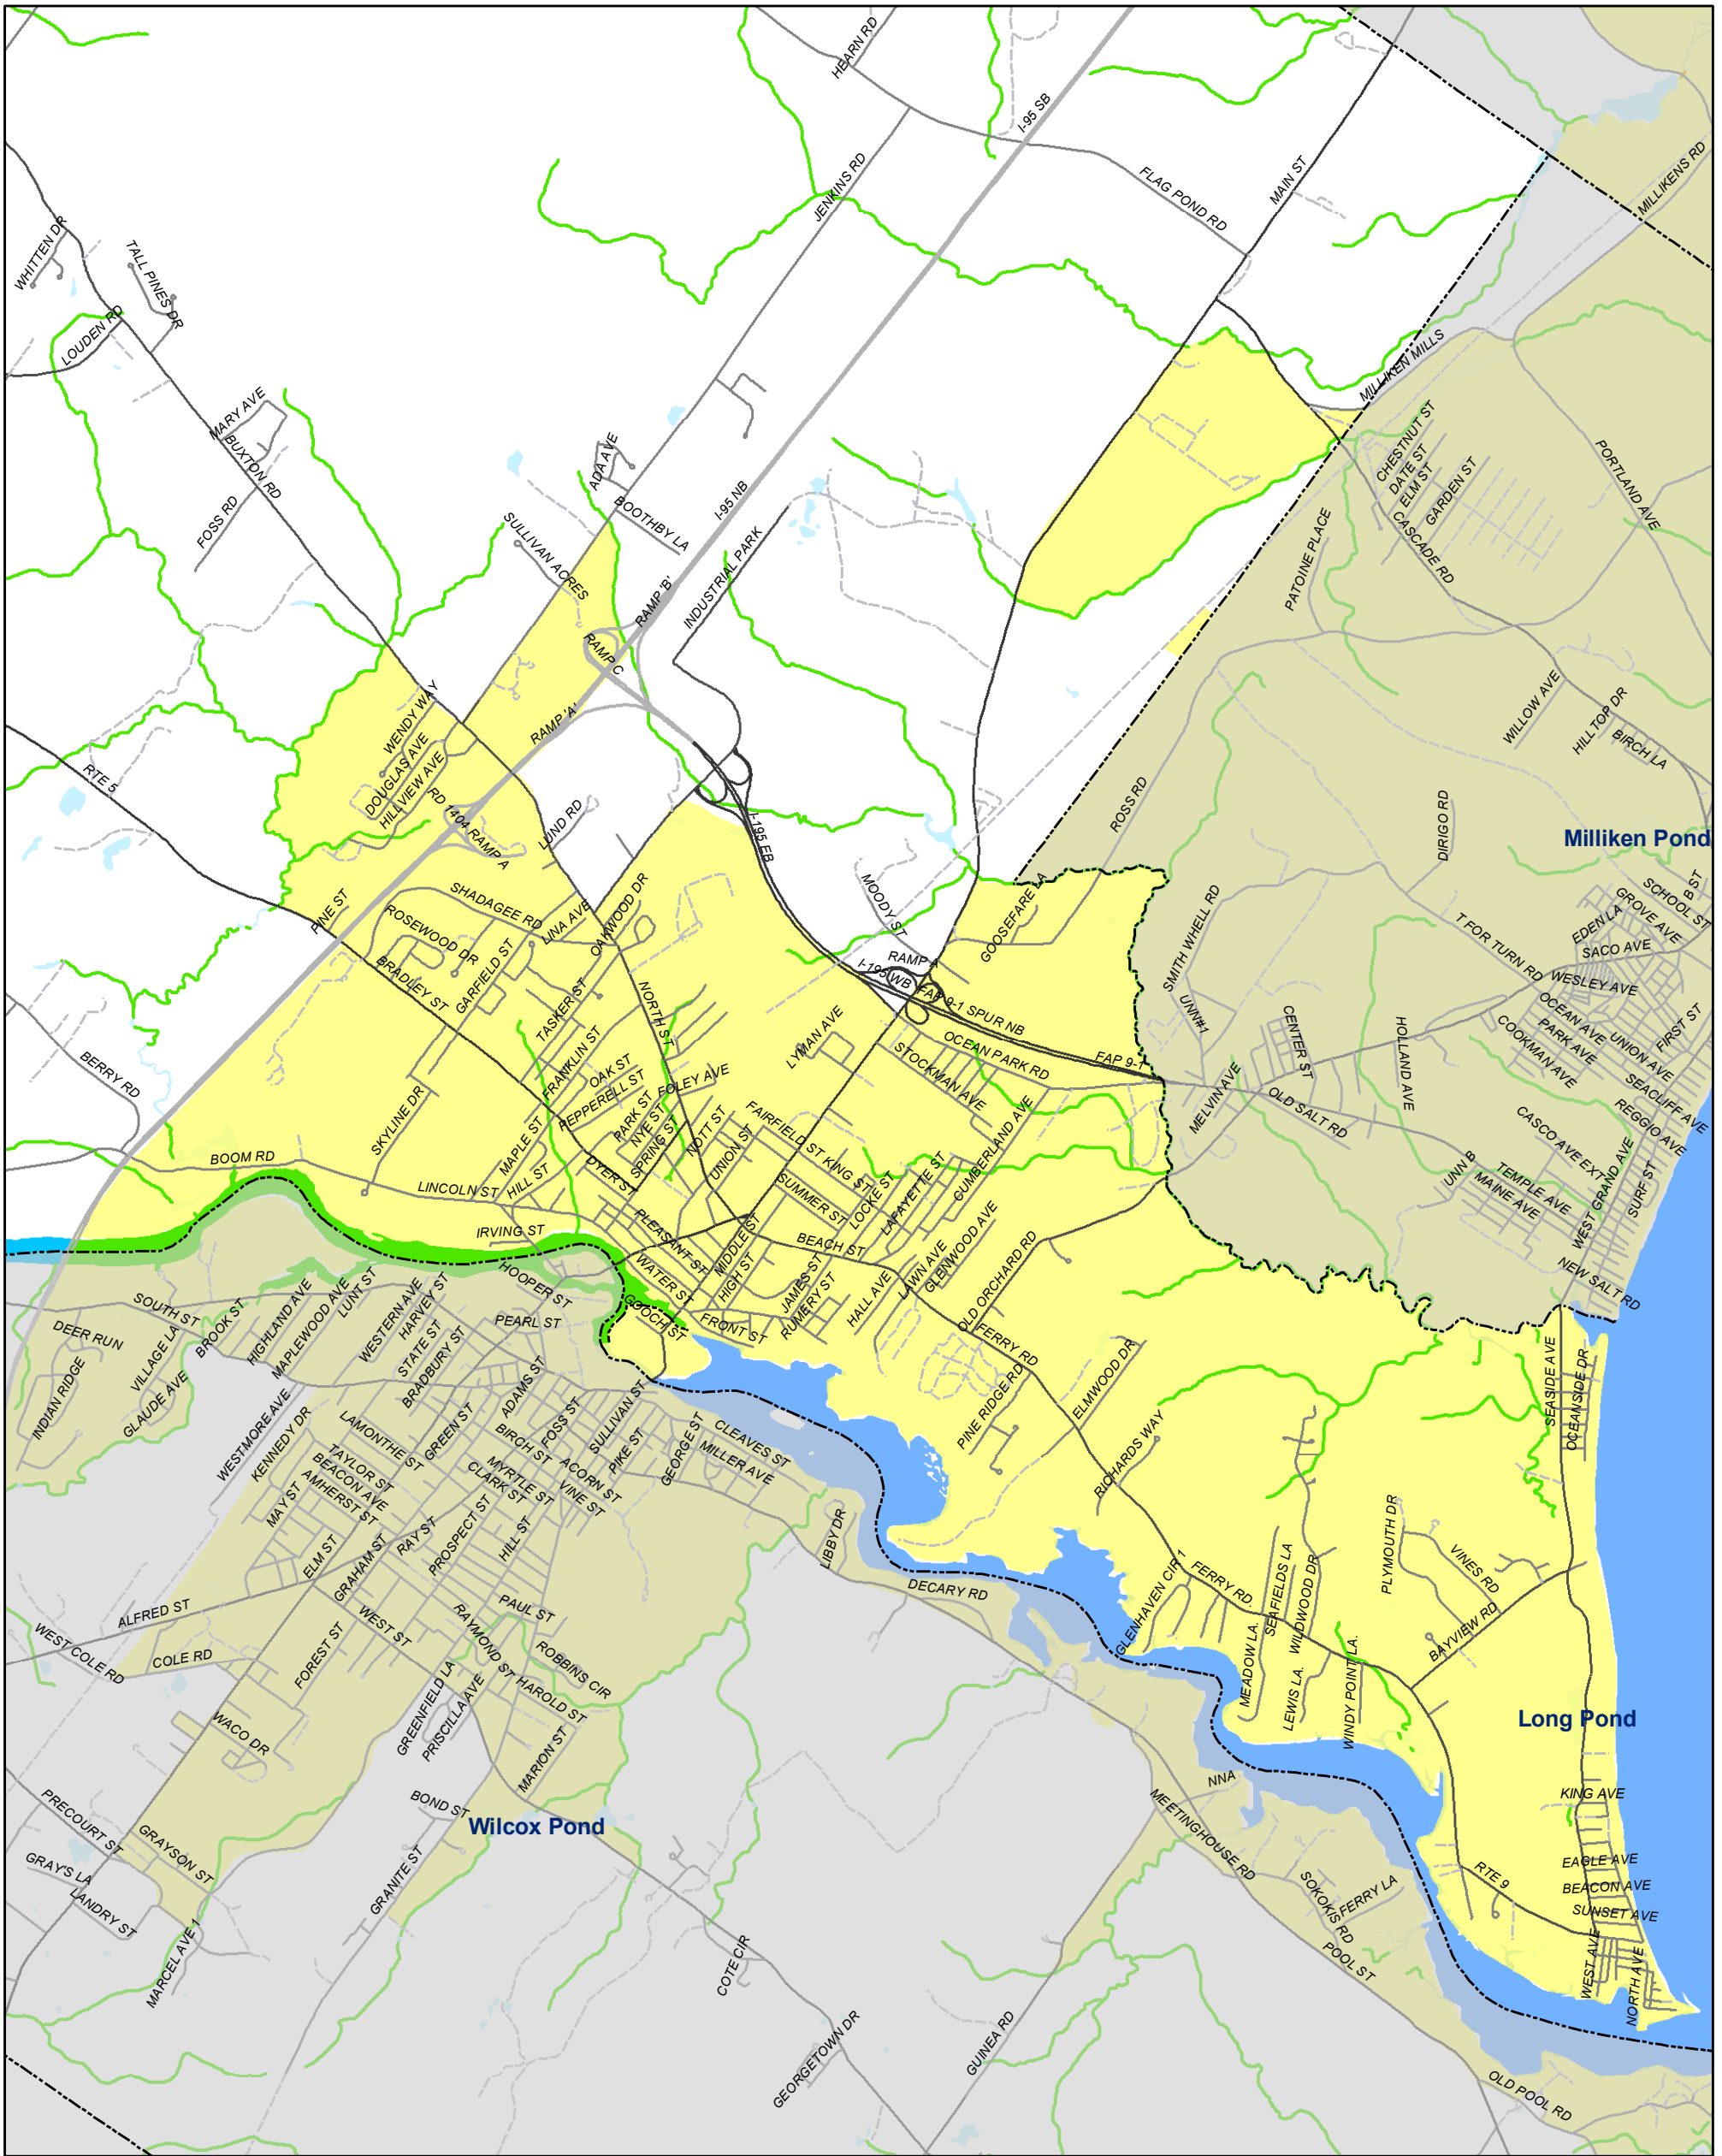 HEARN RD
I-95 SB
JENKINS RD
FLAG POND RD
MAIN ST
MILLIKENS RD
WHITTEN DR
TALL PINES DR
LOUDEN RD
MILLIKEN MILLS
MARY AVE
BUXTON RD
FOSS RD
ADA AVE
BOOTHBY LA
I-95 NB
SULLIVAN ACRES
INDUSTRIAL PARK
RAMP 'B'
RAMP C
RAMP 'A'
CHESTNUT ST
DATE ST
ELM ST
GARDEN ST
CASCADE RD
PORTLAND AVE
PATOINE PLACE
WILLOW AVE
HILLTOP DR
BIRCH LA
WENDY WAY
DOUGLAS AVE
HILLVIEW AVE
RD 1404 RAMP A
RTE 5
LUND RD
I-195 EB
ROSS RD
DIRIGO RD
Milliken Pond
B ST
SCHOOL ST
GROVE AVE
EDEN LA
SACO AVE
WESLEY AVE
T FOR TURN RD
PINE ST
SHADAGEE RD
ROSEWOOD DR
LINA AVE
OAKWOOD DR
BRADLEY ST
GARFIELD ST
MOODY ST
GOOSEFARE LA
RAMP A
I-195 WB
FAP 9-1 SPUR NB
FAP 9-1
SMITH WHELL RD
UNN#1
TASKER ST
NORTH ST
LYMAN AVE
OCEAN PARK RD
STOCKMAN AVE
CENTER ST
HOLLAND AVE
OCEAN AVE
PARK AVE
COOKMAN AVE
UNION AVE
FIRST ST
SEACLIFF AVE
REGGIO AVE
BERRY RD
SKYLINE DR
FRANKLIN ST
OAK ST
PEPPERELL ST
FOLEY AVE
PARK ST
NYE ST
SPRING ST
NOTT ST
UNION ST
FAIRFIELD ST
KING ST
MAPLE ST
MELVIN AVE
OLD SALT RD
CASCO AVE EXT
UNN B
TEMPLE AVE
MAINE AVE
WEST GRAND AVE
SURF ST
NEW SALT RD
BOOM RD
LINCOLN ST
HILL ST
DYER ST
SUMMER ST
LOCKE ST
LAFAYETTE ST
CUMBERLAND AVE
IRVING ST
PLEASANT ST
WATER ST
MIDDLE ST
HIGH ST
BEACH ST
JAMES ST
RUMERY ST
HALL AVE
LAWN AVE
GLENWOOD AVE
OLD ORCHARD RD
FERRY RD
HOOPER ST
GOOCH ST
FRONT ST
SOUTH ST
DEER RUN
INDIAN RIDGE
VILLAGE LA
GLAUDE AVE
BROOK ST
HIGHLAND AVE
MAPLEWOOD AVE
LUNT ST
WESTERN AVE
HARVEY ST
STATE ST
BRADBURY ST
PEARL ST
ADAMS ST
WESTMORE AVE
KENNEDY DR
LAMONTHE ST
GREEN ST
BIRCH ST
FOSS ST
SULLIVAN ST
PIKE ST
GEORGE ST
CLEAVES ST
MILLER AVE
PINE RIDGE RD
ELMWOOD DR
RICHARDS WAY
SEASIDE AVE
OCEANSIDE DR
TAYLOR ST
BEACON AVE
AMHERST ST
MAY ST
MYRTLE ST
CLARK ST
ACORN ST
VINE ST
ELM ST
GRAHAM ST
RAY ST
PROSPECT ST
HILL ST
LIBBY DR
DECARY RD
GLENHAVEN CIR 1
FERRY RD.
SEAFIELDS LA
WILDWOOD DR
PLYMOUTH DR
VINES RD
BAYVIEW RD
ALFRED ST
WEST COLE RD
COLE RD
FOREST ST
WEST ST
PAUL ST
RAYMOND ST
ROBBINS CIR
HAROLD ST
GREENFIELD LA
PRISCILLA AVE
MARION ST
WACO DR
MEADOW LA.
LEWIS LA.
WINDY POINT LA.
Long Pond
PRECOURT ST
GRAYSON ST
GRAY'S LA
LANDRY ST
MARCEL AVE 1
GRANITE ST
BOND ST
Wilcox Pond
NNA
MEETINGHOUSE RD
KING AVE
EAGLE AVE
BEACON AVE
SUNSET AVE
RTE 9
WEST AVE
NORTH AVE
SOKOKIS RD
FERRY LA
POOL ST
COTE CIR
GEORGETOWN DR
GUINEA RD
OLD POOL RD